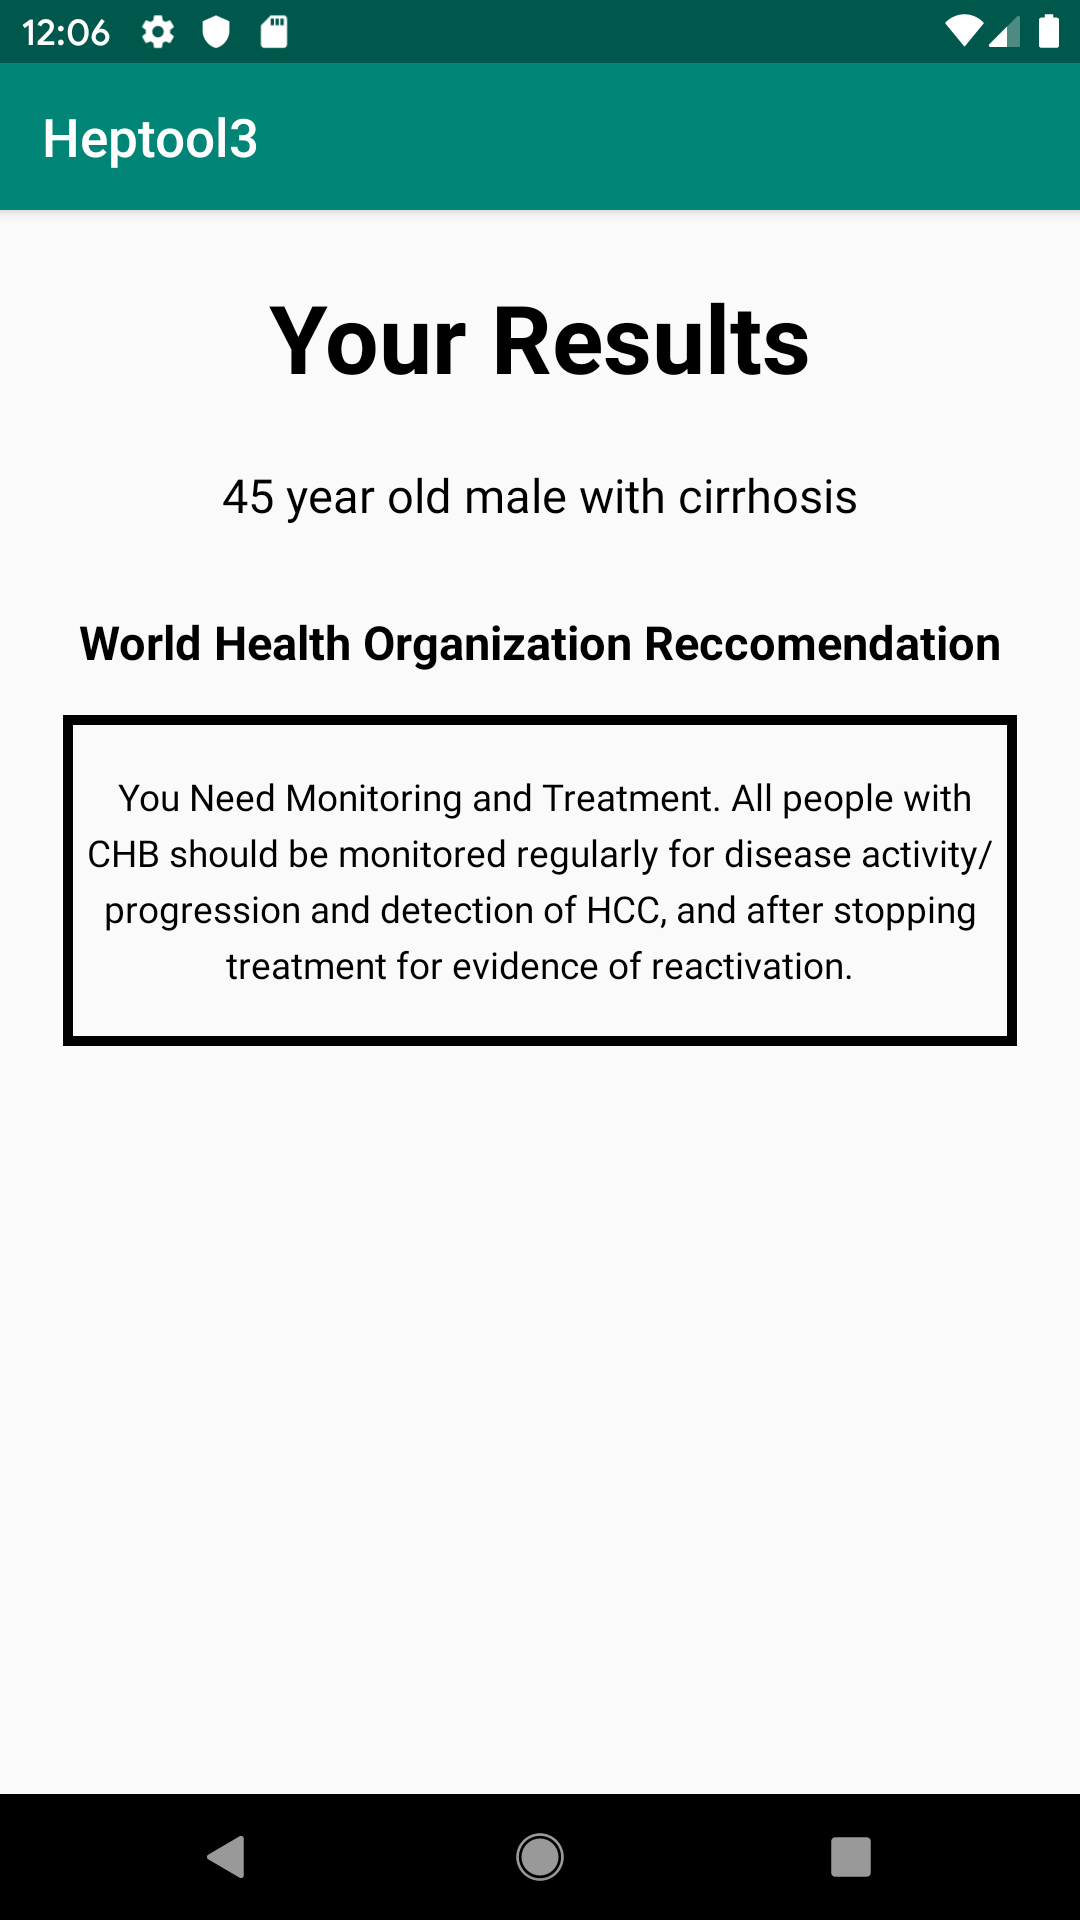 12:06
Heptool3
Your Results
45 year old male with cirrhosis
World Health Organization Reccomendation
You Need Monitoring and Treatment. All people with
CHB should be monitored regularly for disease activity/
progression and detection of HCC, and after stopping
treatment for evidence of reactivation.